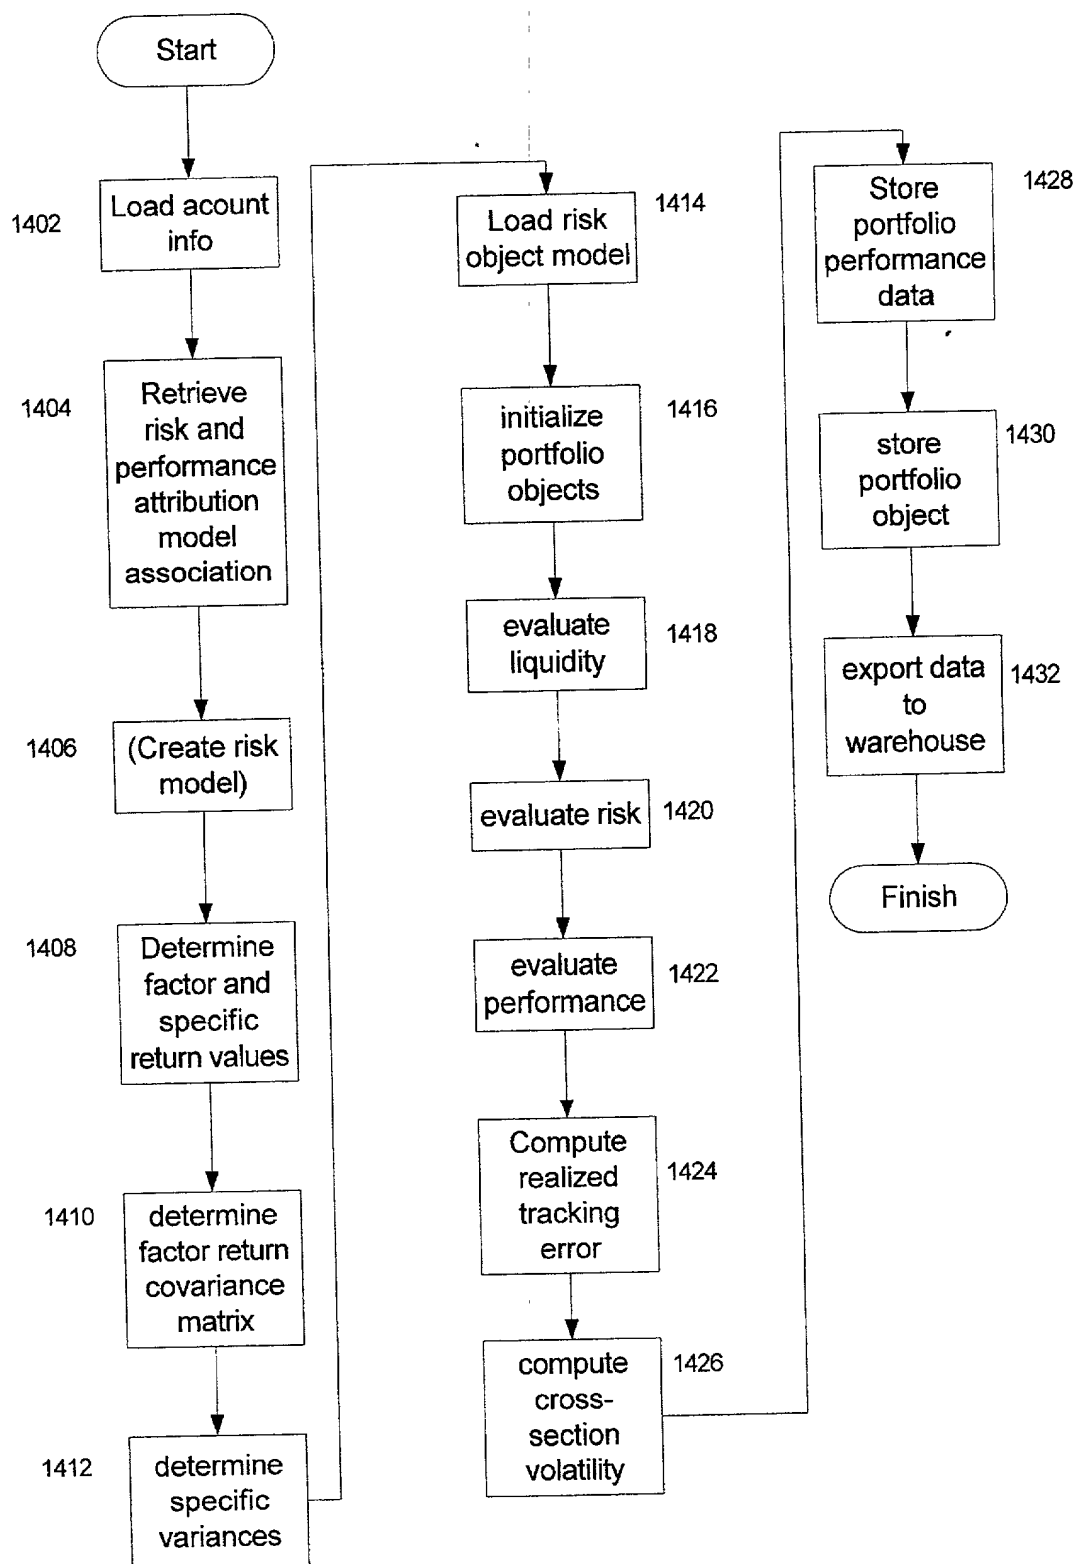 Start
1402
Load acount
info
1404
Retrieve
risk and
performance
attribution
model
association
1406
(Create risk
model)
1408
Determine
factor and
specific
return values
1410
determine
factor return
covariance
matrix
1412
determine
specific
variances
1414
Load risk
object model
1416
initialize
portfolio
objects
1418
evaluate
liquidity
1420
evaluate risk
1422
evaluate
performance
1424
Compute
realized
tracking
error
1426
compute
cross-
section
volatility
1428
Store
portfolio
performance
data
1430
store
portfolio
object
1432
export data
to
warehouse
Finish